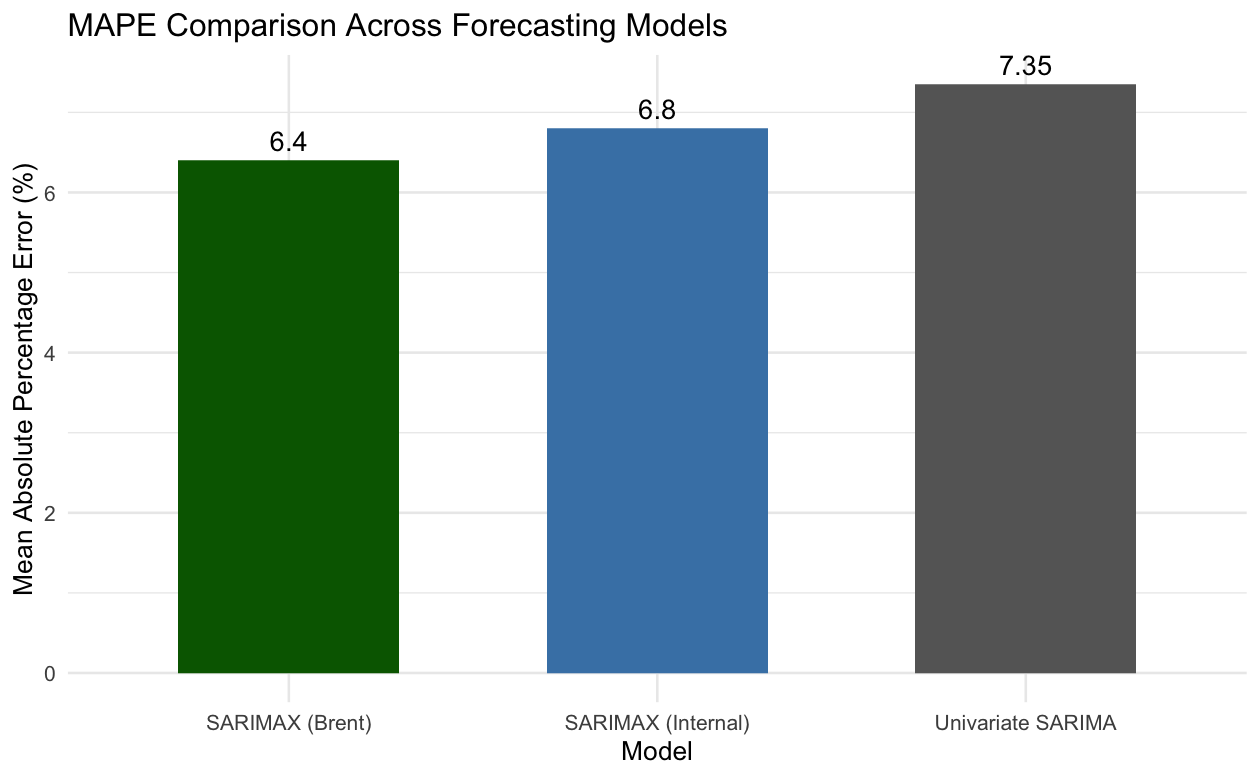 MAPE Comparison Across Forecasting Models
7.35
6.8
6.4
Mean Absolute Percentage Error (%)
6
4
2
0
SARIMAX (Brent)
SARIMAX (Internal)
Univariate SARIMA
Model